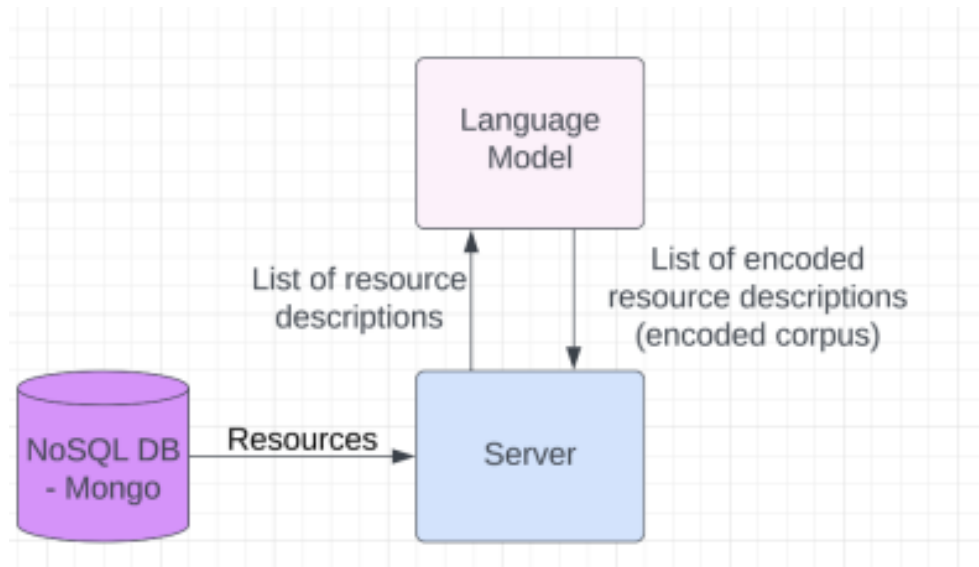 Language
Model
List of resource
descriptions
List of encoded
resource descriptions
(encoded corpus)
NoSQL DB
- Mongo
Resources
Server